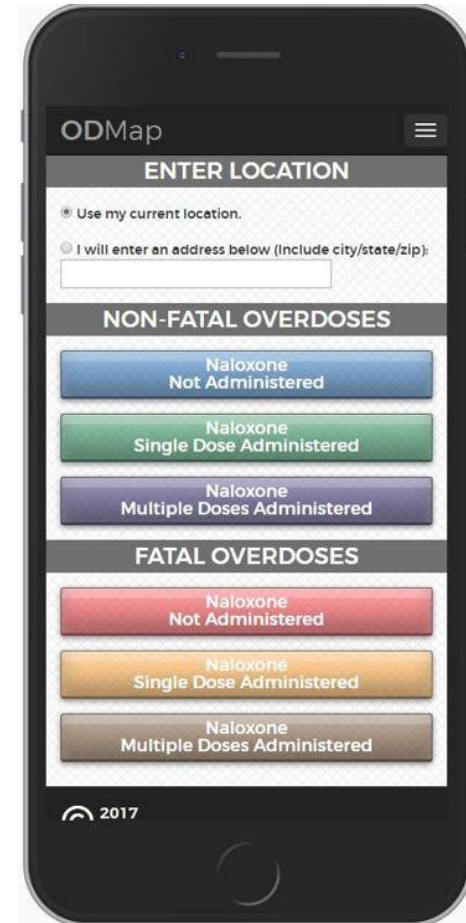 ODMap
ENTER LOCATION
Use my current location.
I will enter an address below (Include city/state/zip):
NON-FATAL OVERDOSES
Naloxone
Not Administered
Naloxone
Single Dose Administered
Naloxone
Multiple Doses Administered
FATAL OVERDOSES
Naloxone
Not Administered
Naloxone
Single Dose Administered
Naloxone
Multiple Doses Administered
© 2017